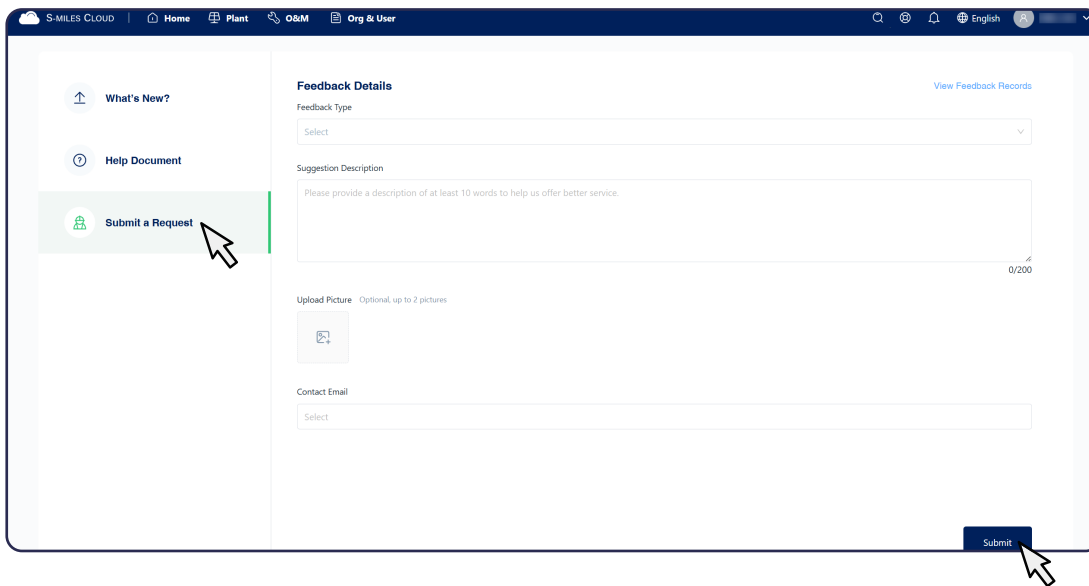 S-MILES CLOUD | Home Plant O&M Org & User English A
What's New?
Help Document
Submit a Request
Feedback Details View Feedback Records
Feedback Type
Select
Suggestion Description
Please provide a description of at least 10 words to help us offer better service.
0/200
Upload Picture Optional, up to 2 pictures
Contact Email
Select
Submit